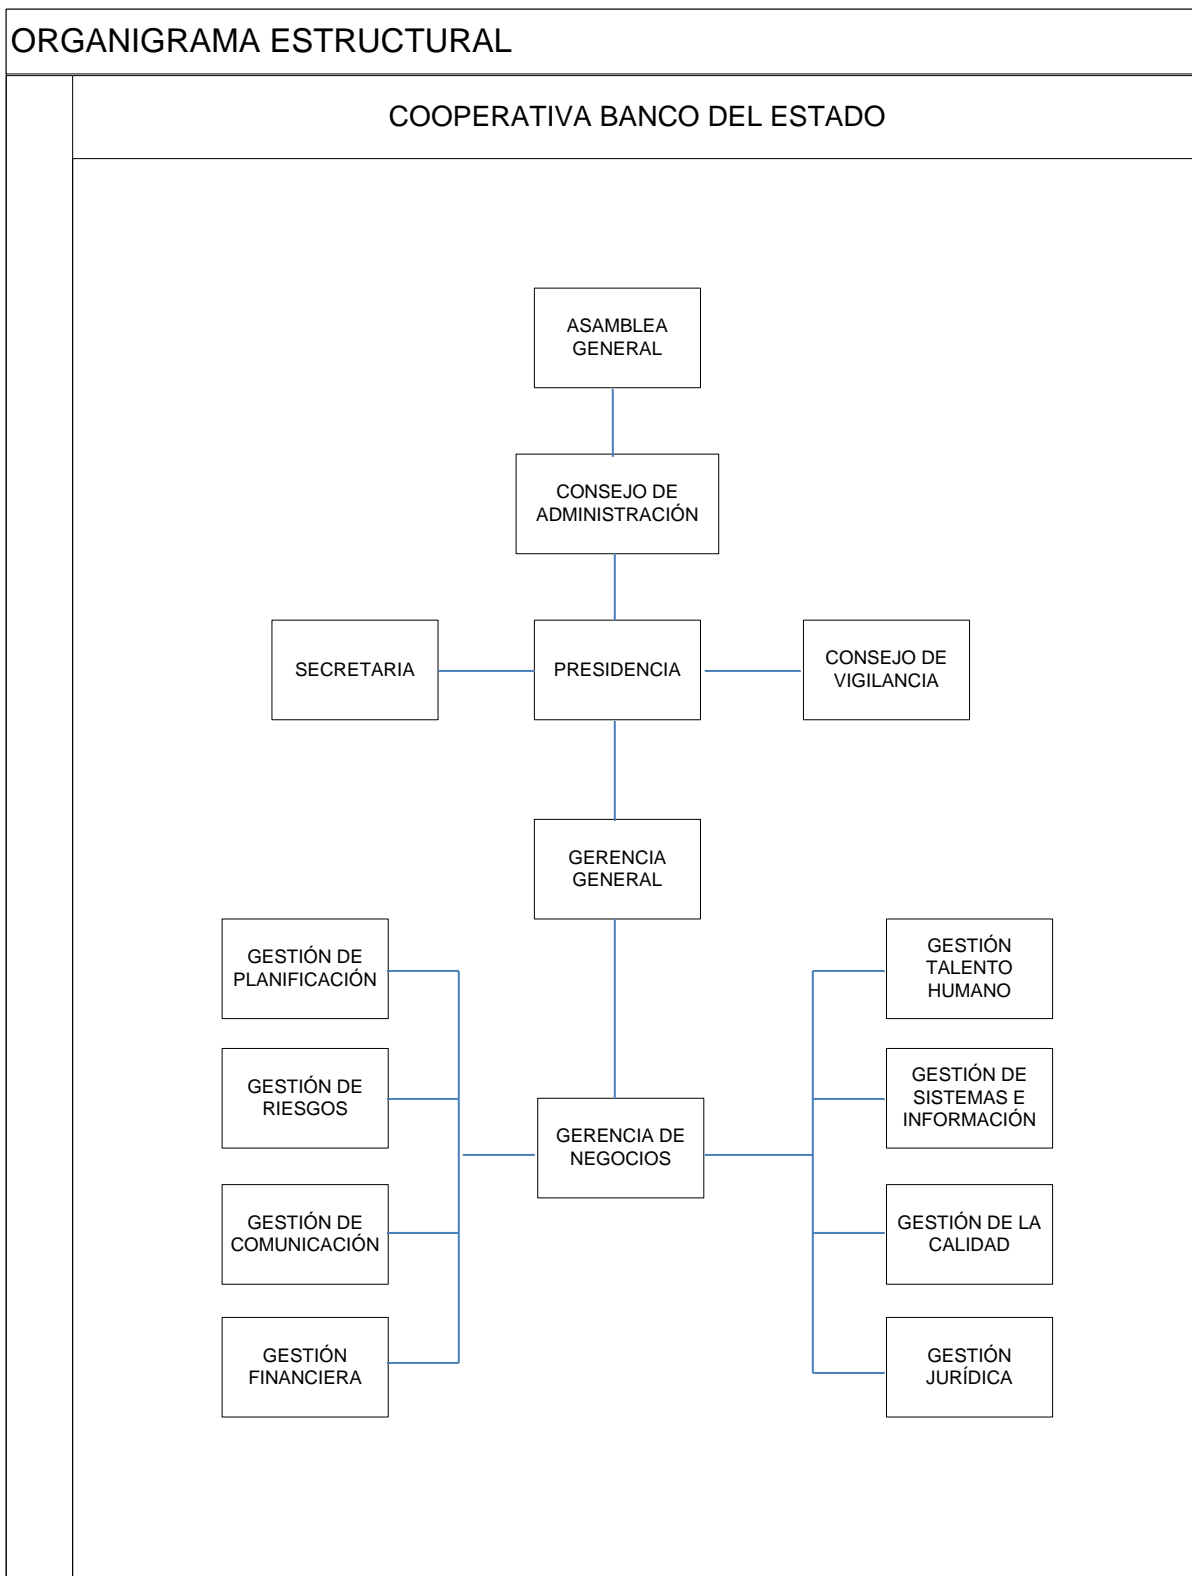 ORGANIGRAMA ESTRUCTURAL
COOPERATIVA BANCO DEL ESTADO
ASAMBLEA
GENERAL
CONSEJO DE
ADMINISTRACIÓN
SECRETARIA
PRESIDENCIA
CONSEJO DE
VIGILANCIA
GERENCIA
GENERAL
GESTIÓN DE
PLANIFICACIÓN
GESTIÓN
TALENTO
HUMANO
GESTIÓN DE
RIESGOS
GESTIÓN DE
SISTEMAS E
INFORMACIÓN
GERENCIA DE
NEGOCIOS
GESTIÓN DE
COMUNICACIÓN
GESTIÓN DE LA
CALIDAD
GESTIÓN
FINANCIERA
GESTIÓN
JURÍDICA